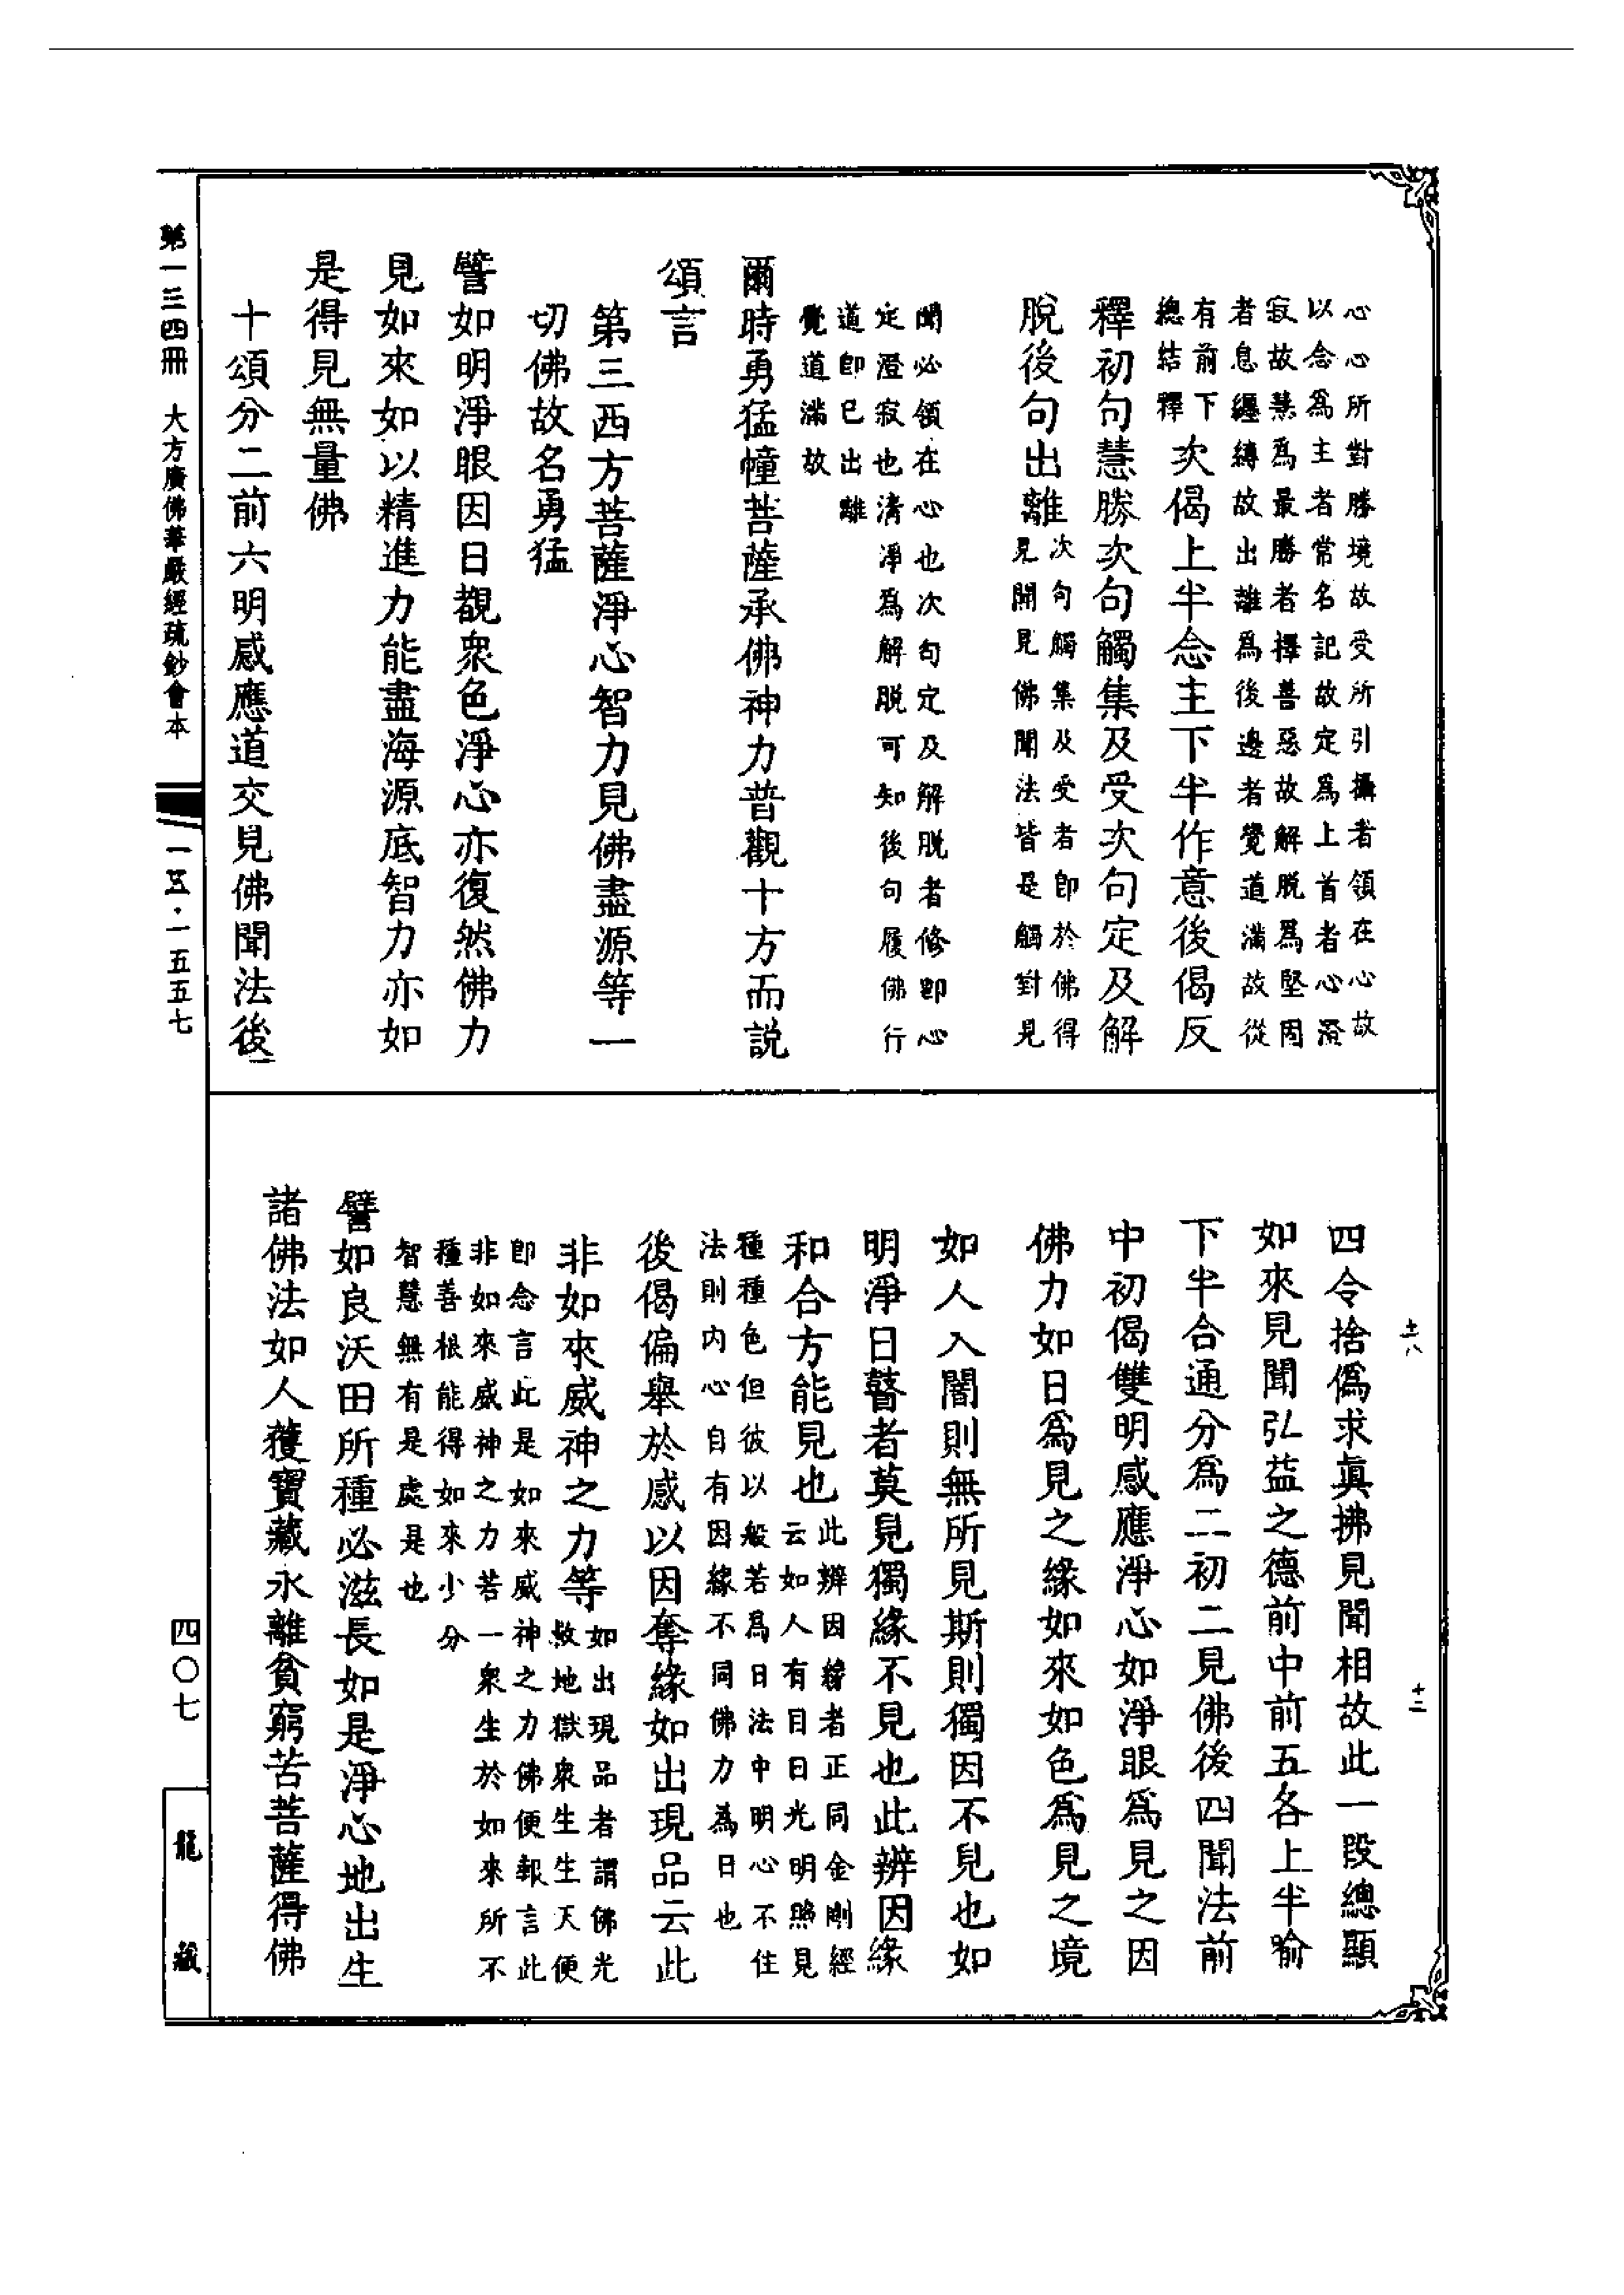 心心所對勝境故受所引攝者領在心故
以念爲主者常名記故定爲上首者心
寂故慧爲最勝者擇善惡故解脱爲堅固
者息纏縛故出離爲後邊者覺道滿故從
有前下
總結釋
次偈上半念主下半作意後偈反
釋初句慧勝次句觸集及受次句定及解
脫後句出離
次句觸集及受者即於佛得
見開見佛聞法皆是觸對見
聞必領在心也次句定及解脱者修即心
定澄寂也清淨爲解脱可知後句履佛行
道即已出離
覺道滿故
爾時勇猛幢菩薩承佛神力普觀十方而説
頌言
第三西方菩薩淨心智力見佛盡源等一
切佛故名勇猛
譬如明淨眼因日覩衆色淨心亦復然佛力
見如來如以精進力能盡海源底智力亦如
是得見無量佛
十頌分二前六明感應道交見佛聞法後
第一三四冊 大方廣佛華嚴經疏鈔會本
一五五七
四令捨僞求眞拂見聞相故此一段總顯
如來見聞弘益之德前中前五各上半喻
下半合通分爲二初二見佛後四聞法前
中初偈雙明感應淨心如淨眼爲見之因
佛力如日爲見之緣如來如色爲見之境
如人入闇則無所見斯則獨因不見也如
明淨日瞽者莫見獨緣不見也此辨因緣
和合方能見也
此辨因緣者正同金剛經
云如人有目日光明照見
種種色但彼以般若爲日法中明心不住
法則内心自有因緣不同佛力爲日也
後偈偏舉於感以因奪緣如出現品云此
非如來威神之力等
如出現品者謂佛光
救地獄衆生生天便
即念言此是如來威神之力佛便報言此
非如來威神之力若一衆生於如來所不
種善根能得如來少分
智慧無有是處是也
譬如良沃田所種必滋長如是淨心地出生
諸佛法如人獲寶藏永離貧窮苦菩薩得佛
十二
四〇七
龍藏